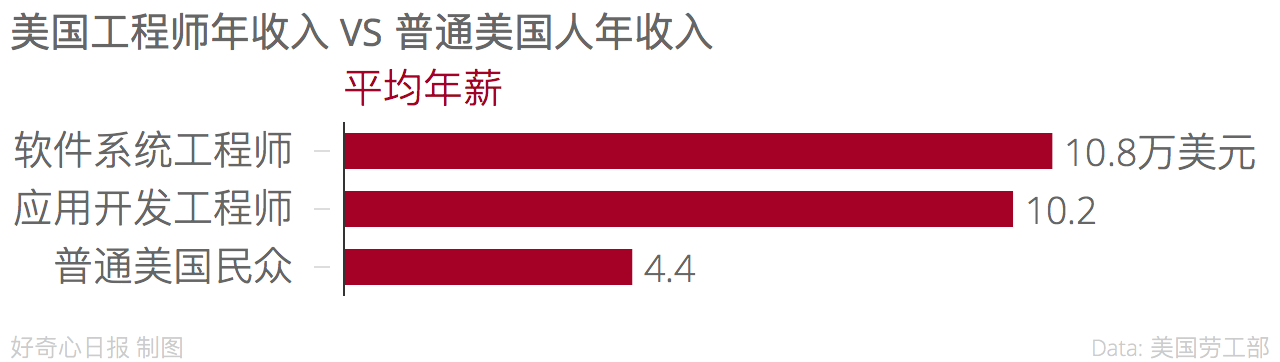 美国工程师年收入 VS 普通美国人年收入
平均年薪
软件系统工程师 10.8万美元
应用开发工程师 10.2
普通美国民众 4.4
好奇心日报 制图 Data: 美国劳工部